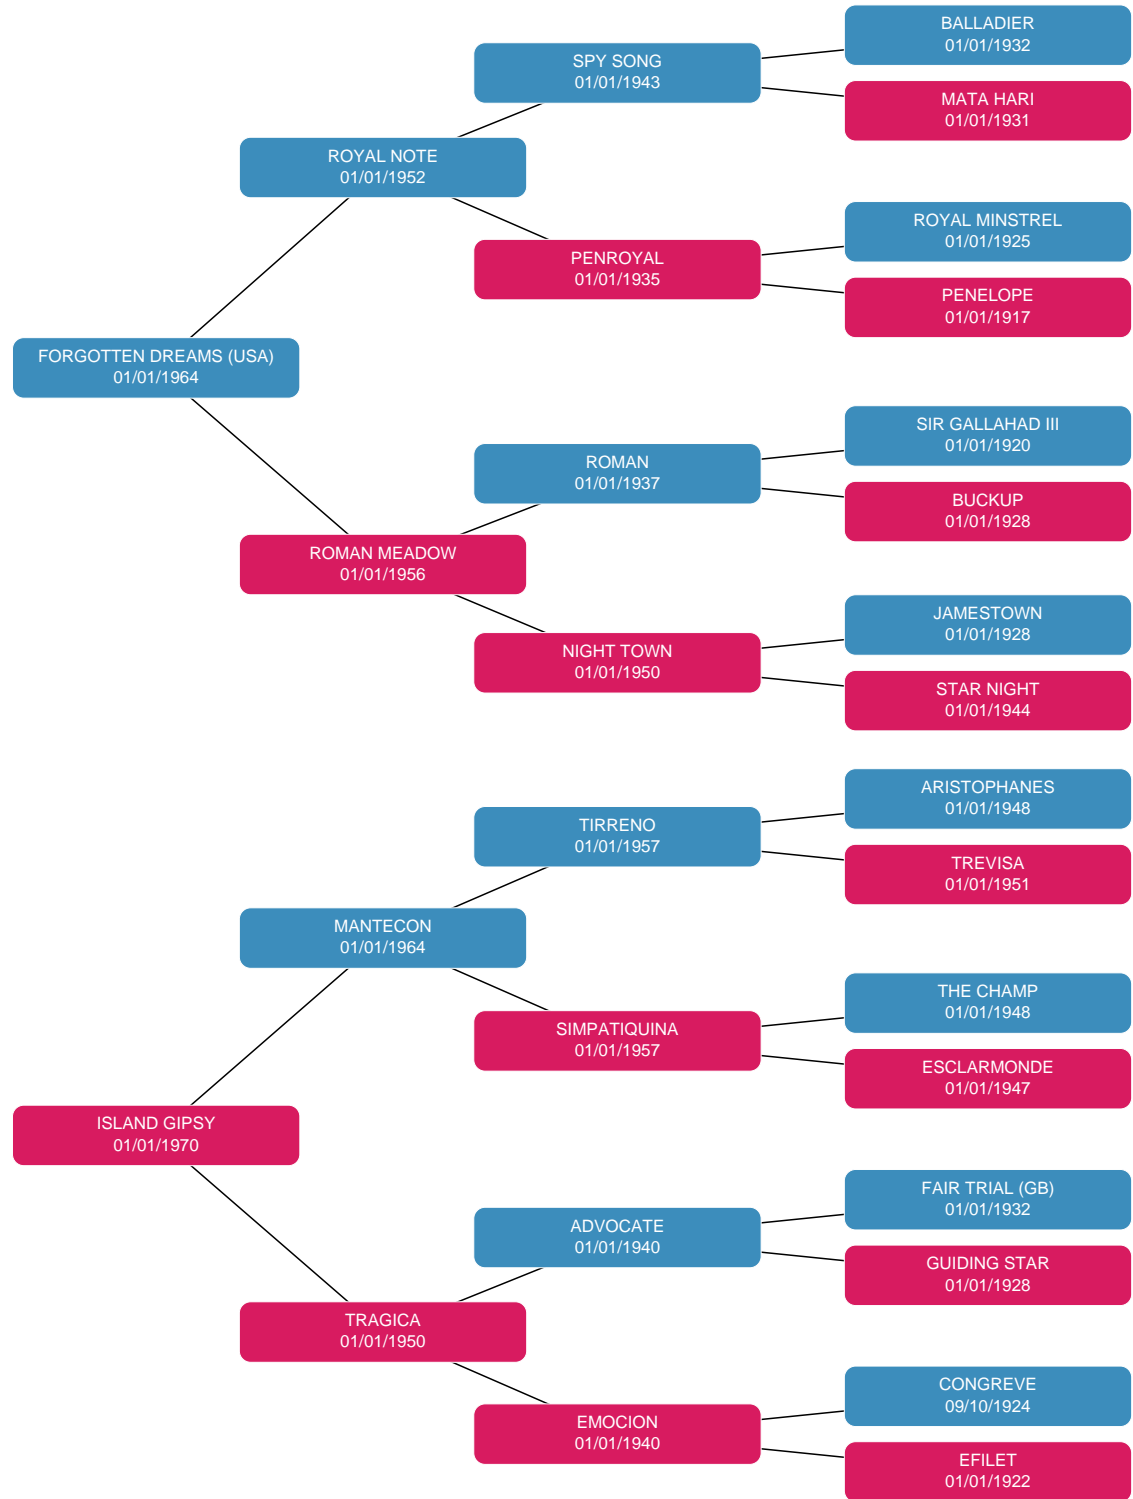 BALLADIER
01/01/1932
SPY SONG
01/01/1943
MATA HARI
01/01/1931
ROYAL NOTE
01/01/1952
ROYAL MINSTREL
01/01/1925
PENROYAL
01/01/1935
PENELOPE
01/01/1917
FORGOTTEN DREAMS (USA)
01/01/1964
SIR GALLAHAD III
01/01/1920
ROMAN
01/01/1937
BUCKUP
01/01/1928
ROMAN MEADOW
01/01/1956
JAMESTOWN
01/01/1928
NIGHT TOWN
01/01/1950
STAR NIGHT
01/01/1944
ARISTOPHANES
01/01/1948
TIRRENO
01/01/1957
TREVISA
01/01/1951
MANTECON
01/01/1964
THE CHAMP
01/01/1948
SIMPATIQUINA
01/01/1957
ESCLARMONDE
01/01/1947
ISLAND GIPSY
01/01/1970
FAIR TRIAL (GB)
01/01/1932
ADVOCATE
01/01/1940
GUIDING STAR
01/01/1928
TRAGICA
01/01/1950
CONGREVE
09/10/1924
EMOCION
01/01/1940
EFILET
01/01/1922